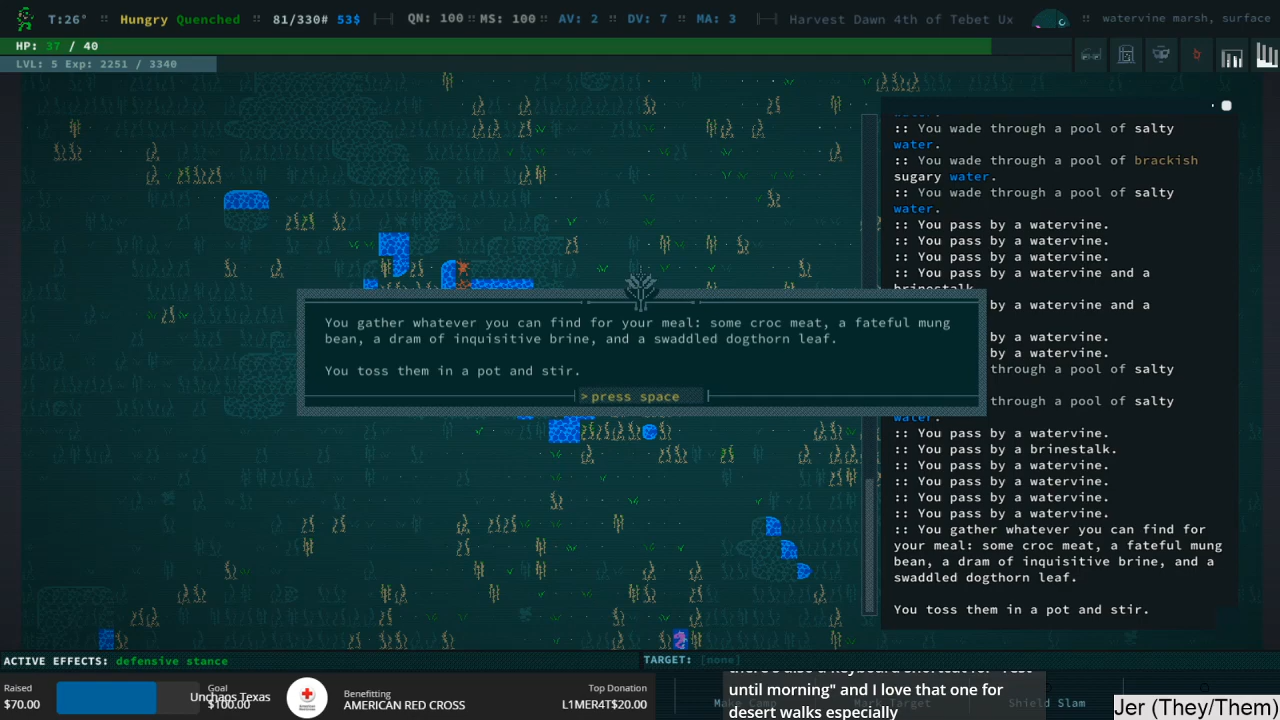 T:26° :: Hungry Quenched :: 81/330# 53$ QN: 100 :: MS: 100 :: AV: 2 :: DV: 7 :: MA: 3 Harvest Dawn 4th of Tebet Ux :: watervine marsh, surface
HP: 37 / 40
LVL: 5 Exp: 2251 / 3340
water.
:: You wade through a pool of salty
water.
:: You wade through a pool of brackish
sugary water.
:: You wade through a pool of salty
water.
:: You pass by a watervine.
:: You pass by a watervine.
:: You pass by a watervine.
:: You pass by a watervine and a
brinestalk.
by a watervine and a
by a watervine.
by a watervine.
through a pool of salty
through a pool of salty
water.
:: You pass by a watervine.
:: You pass by a brinestalk.
:: You pass by a watervine.
:: You pass by a watervine.
:: You pass by a watervine.
:: You pass by a watervine.
:: You gather whatever you can find for
your meal: some croc meat, a fateful mung
bean, a dram of inquisitive brine, and a
swaddled dogthorn leaf.
You toss them in a pot and stir.
You gather whatever you can find for your meal: some croc meat, a fateful mung
bean, a dram of inquisitive brine, and a swaddled dogthorn leaf.
You toss them in a pot and stir.
>press space
ACTIVE EFFECTS: defensive stance
TARGET: [none]
Raised
$70.00
Goal
Unchaos Texas
Benefitting
AMERICAN RED CROSS
Top Donation
L1MER4T$20.00
until morning" and I love that one for
desert walks especially
Make Camp
Mark Target
Shield Slam
Jer (They/Them)